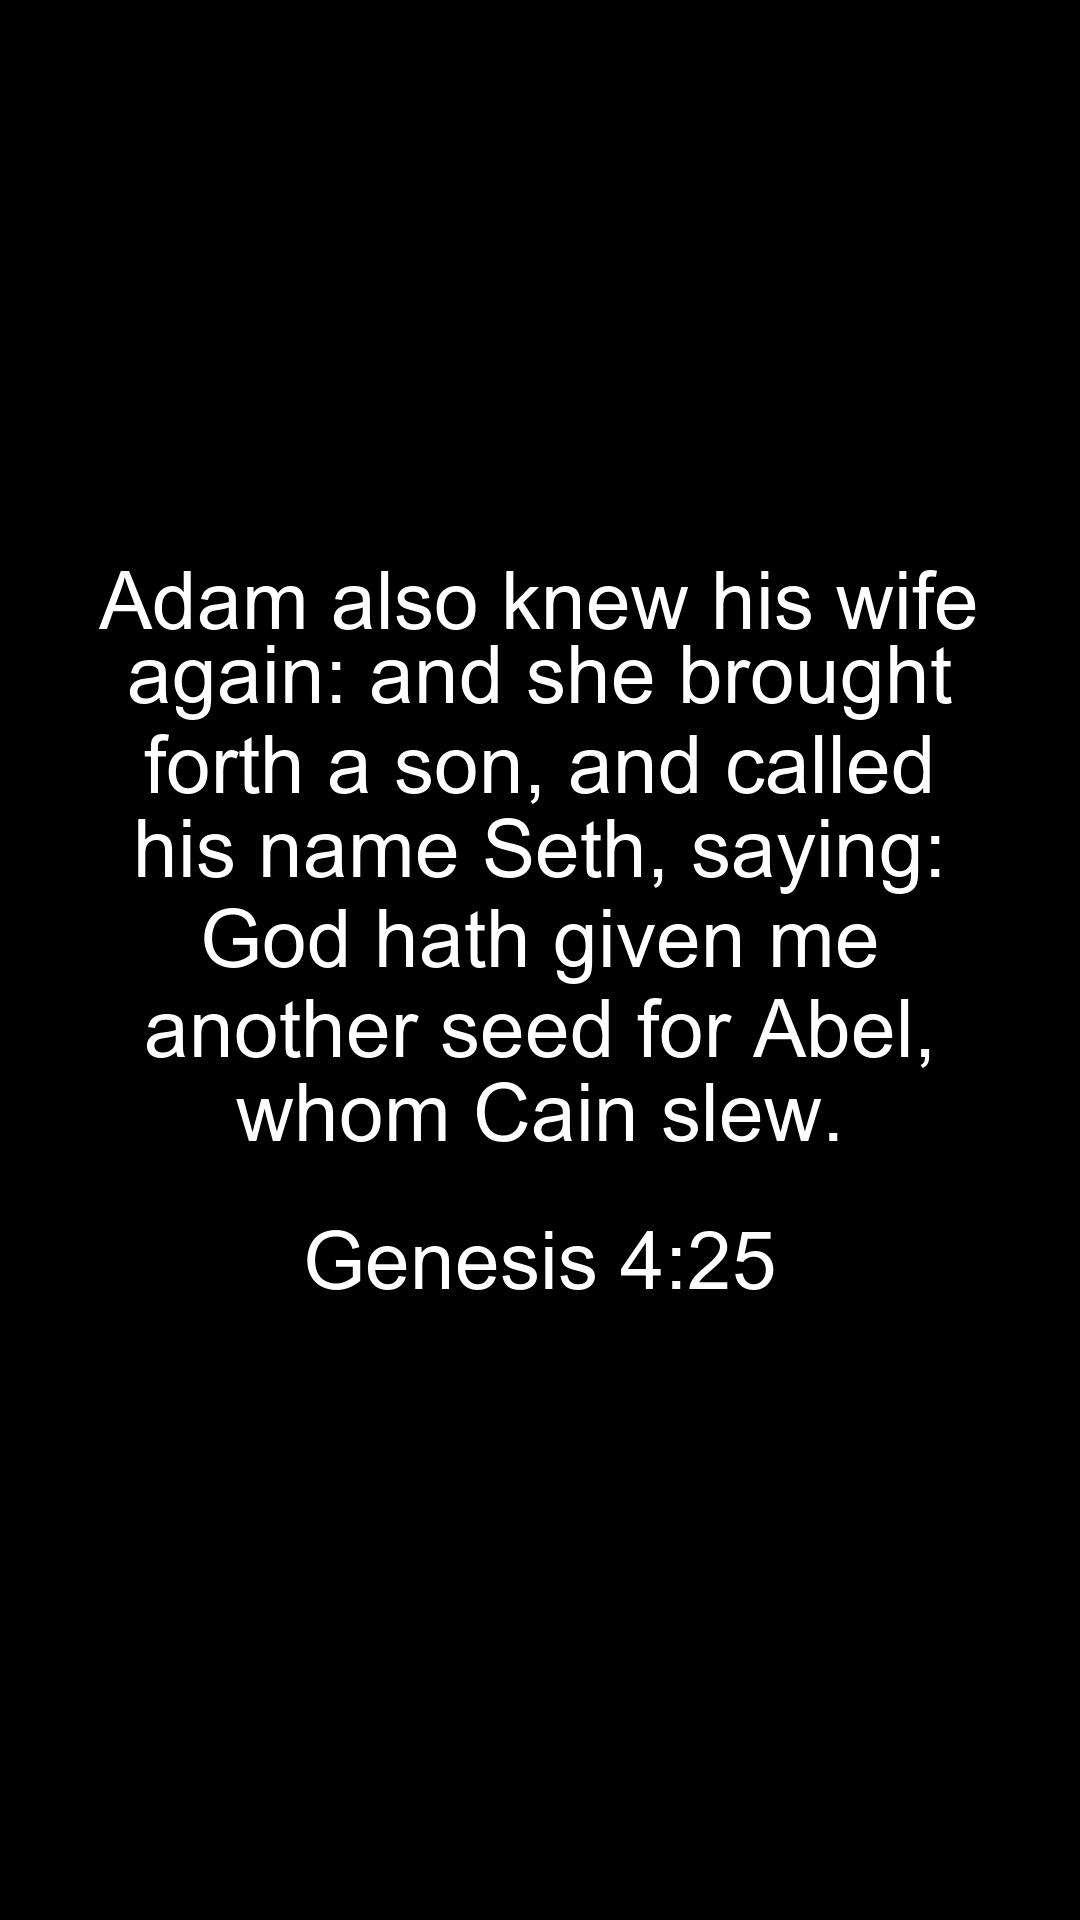 Adam also knew his wife
again: and she brought
forth a son, and called
his name Seth, saying:
God hath given me
another seed for Abel,
whom Cain slew.
Genesis 4:25